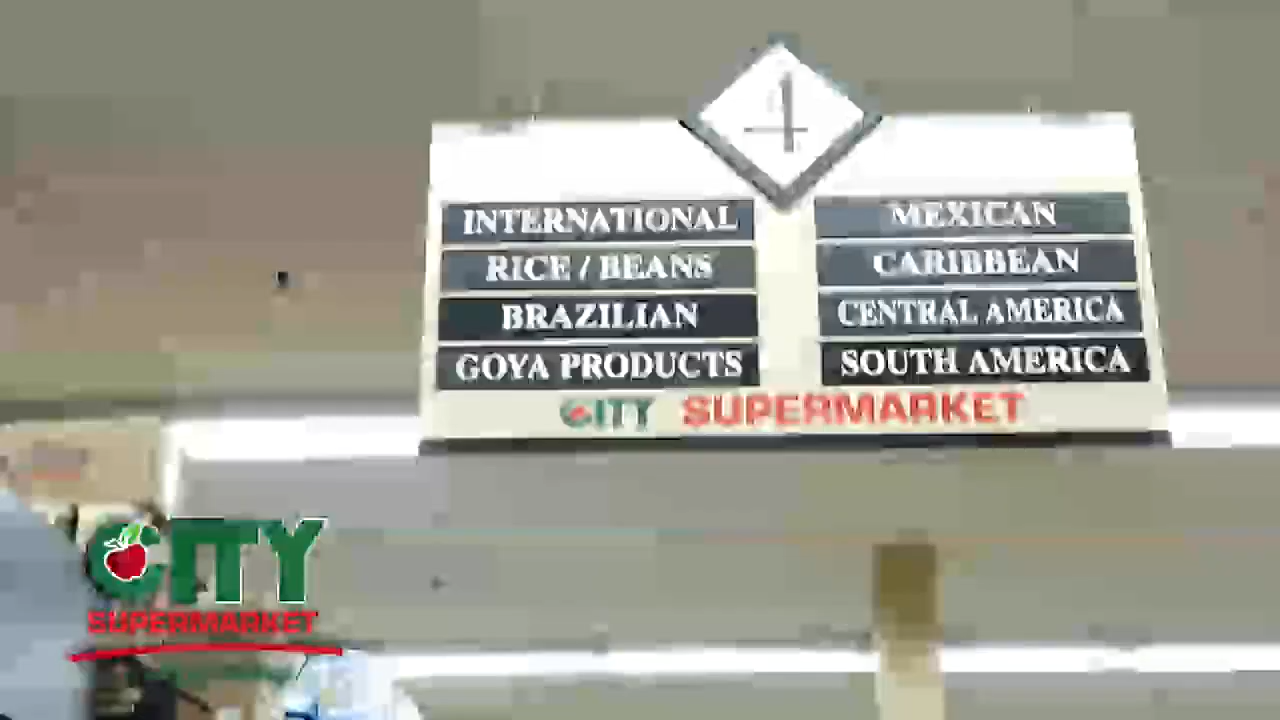 4
INTERNATIONAL
RICE / BEANS
BRAZILIAN
GOYA PRODUCTS
MEXICAN
CARIBBEAN
CENTRAL AMERICA
SOUTH AMERICA
CITY SUPERMARKET
CITY
SUPERMARKET